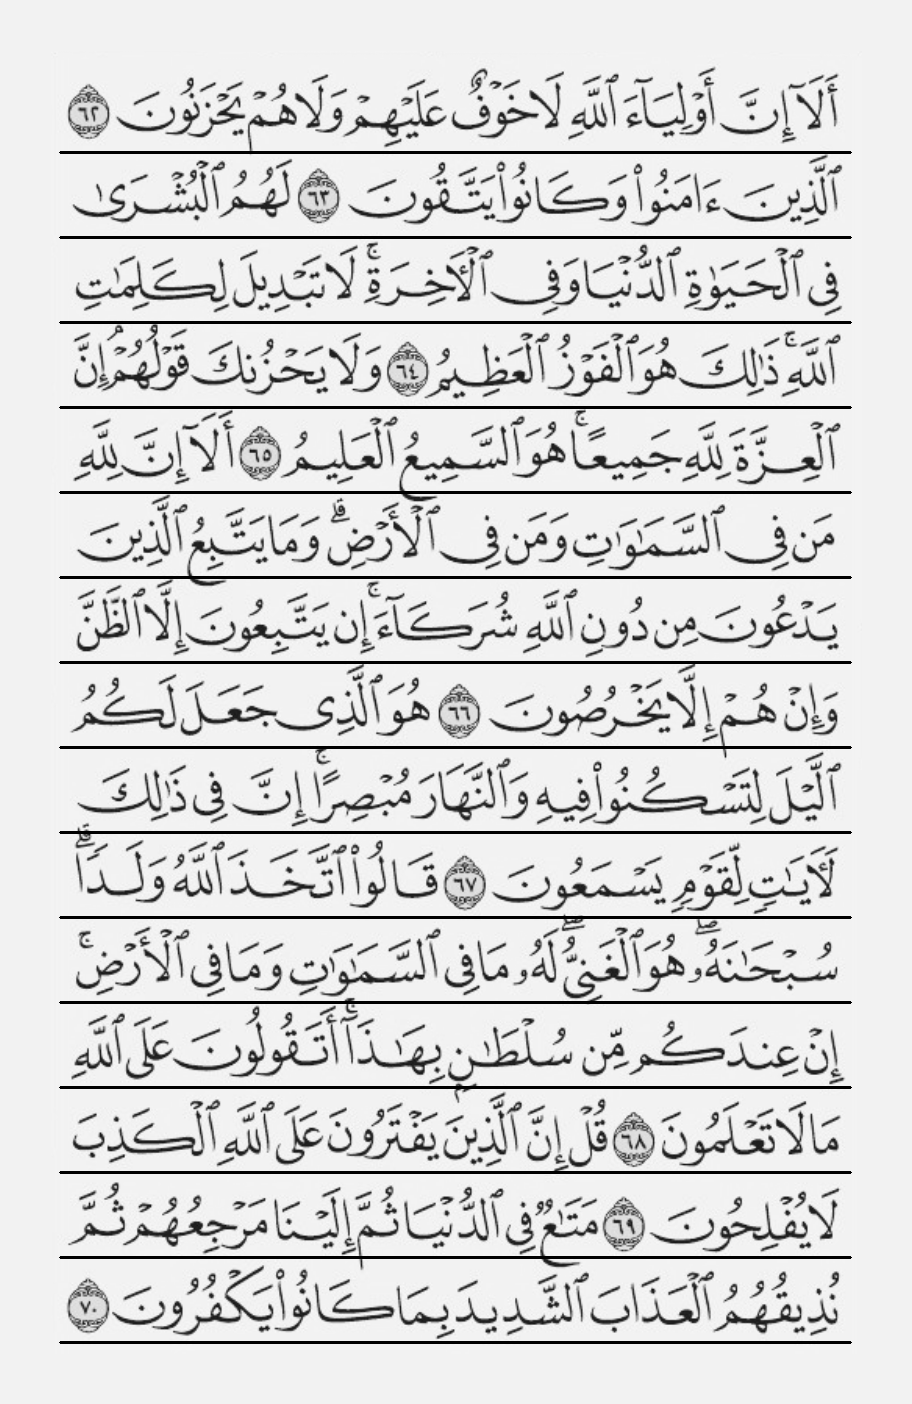 أَلَآ إِنَّ أَوْلِيَآءَ ٱللَّهِ لَا خَوْفٌ عَلَيْهِمْ وَلَا هُمْ يَحْزَنُونَ ٦٢
ٱلَّذِينَ ءَامَنُوا۟ وَكَانُوا۟ يَتَّقُونَ ٦٣ لَهُمُ ٱلْبُشْرَىٰ
فِى ٱلْحَيَوٰةِ ٱلدُّنْيَا وَفِى ٱلْـَٔاخِرَةِ ۚ لَا تَبْدِيلَ لِكَلِمَـٰتِ
ٱللَّهِ ۚ ذَٰلِكَ هُوَ ٱلْفَوْزُ ٱلْعَظِيمُ ٦٤ وَلَا يَحْزُنكَ قَوْلُهُمْ ۘ إِنَّ
ٱلْعِزَّةَ لِلَّهِ جَمِيعًا ۚ هُوَ ٱلسَّمِيعُ ٱلْعَلِيمُ ٦٥ أَلَآ إِنَّ لِلَّهِ
مَن فِى ٱلسَّمَـٰوَٰتِ وَمَن فِى ٱلْأَرْضِ ۗ وَمَا يَتَّبِعُ ٱلَّذِينَ
يَدْعُونَ مِن دُونِ ٱللَّهِ شُرَكَآءَ ۚ إِن يَتَّبِعُونَ إِلَّا ٱلظَّنَّ
وَإِنْ هُمْ إِلَّا يَخْرُصُونَ ٦٦ هُوَ ٱلَّذِى جَعَلَ لَكُمُ
ٱلَّيْلَ لِتَسْكُنُوا۟ فِيهِ وَٱلنَّهَارَ مُبْصِرًا ۚ إِنَّ فِى ذَٰلِكَ
لَـَٔايَـٰتٍ لِّقَوْمٍ يَسْمَعُونَ ٦٧ قَالُوا۟ ٱتَّخَذَ ٱللَّهُ وَلَدًا ۗ
سُبْحَـٰنَهُۥ ۖ هُوَ ٱلْغَنِىُّ ۖ لَهُۥ مَا فِى ٱلسَّمَـٰوَٰتِ وَمَا فِى ٱلْأَرْضِ ۚ
إِنْ عِندَكُم مِّن سُلْطَـٰنٍۭ بِهَـٰذَآ ۚ أَتَقُولُونَ عَلَى ٱللَّهِ
مَا لَا تَعْلَمُونَ ٦٨ قُلْ إِنَّ ٱلَّذِينَ يَفْتَرُونَ عَلَى ٱللَّهِ ٱلْكَذِبَ
لَا يُفْلِحُونَ ٦٩ مَتَـٰعٌ فِى ٱلدُّنْيَا ثُمَّ إِلَيْنَا مَرْجِعُهُمْ ثُمَّ
نُذِيقُهُمُ ٱلْعَذَابَ ٱلشَّدِيدَ بِمَا كَانُوا۟ يَكْفُرُونَ ٧٠